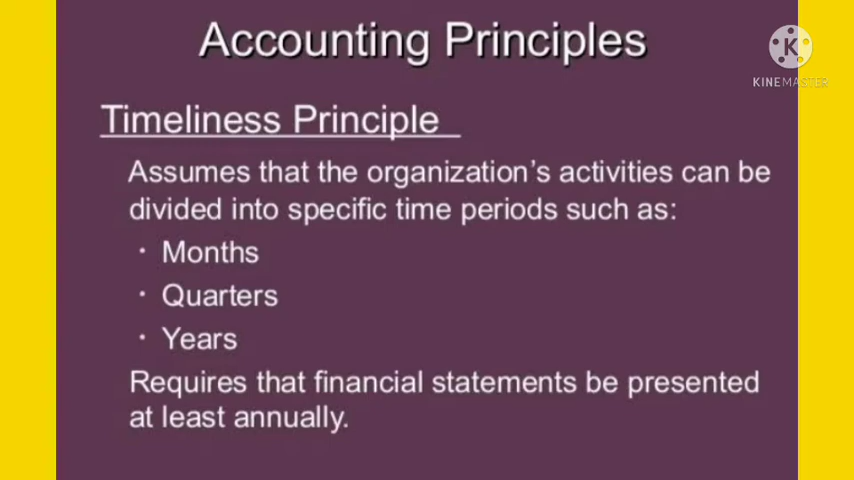 Accounting Principles
K
KINEMASTER
Timeliness Principle
Assumes that the organization's activities can be
divided into specific time periods such as:
· Months
· Quarters
· Years
Requires that financial statements be presented
at least annually.